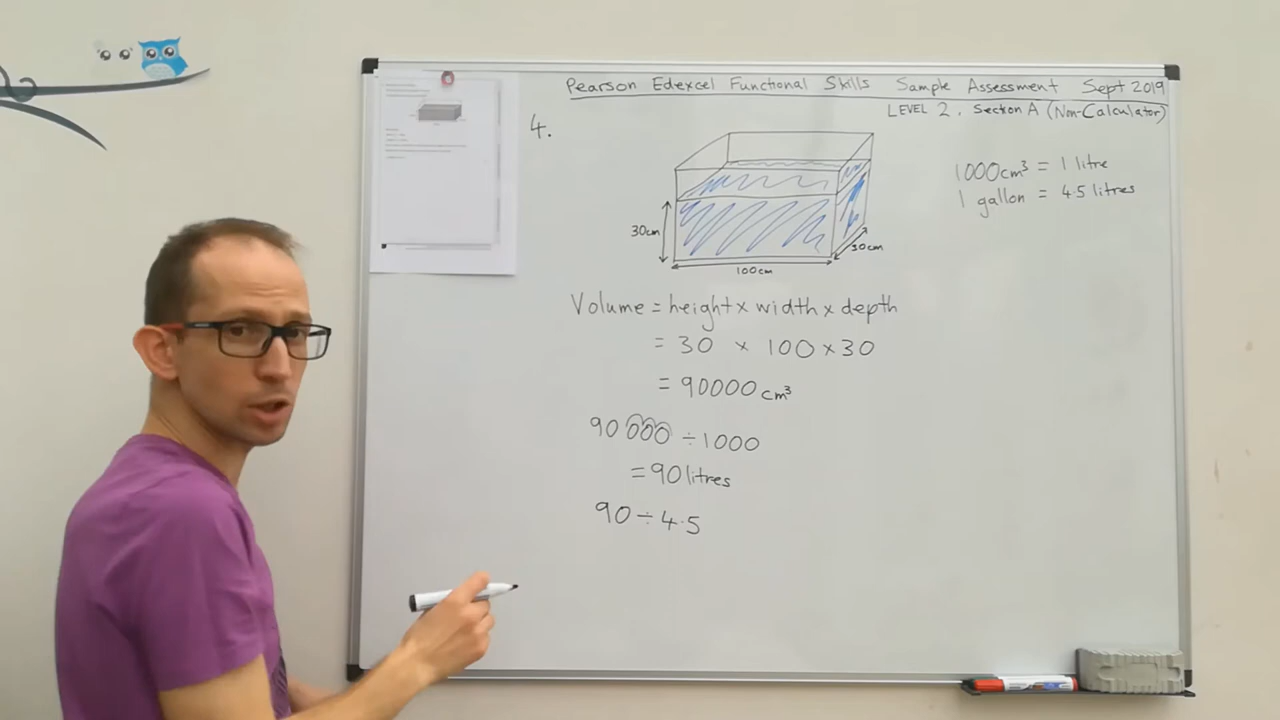 Pearson Edexcel Functional Skills Sample Assessment Sept 2019
LEVEL 2, Section A (Non-Calculator)
4.
1000cm³ = 1 litre
1 gallon = 4.5 litres
30cm
30cm
100cm
Volume = height x width x depth
= 30 x 100 x 30
= 90000 cm³
90000 ÷ 1000
= 90 litres
90 ÷ 4.5